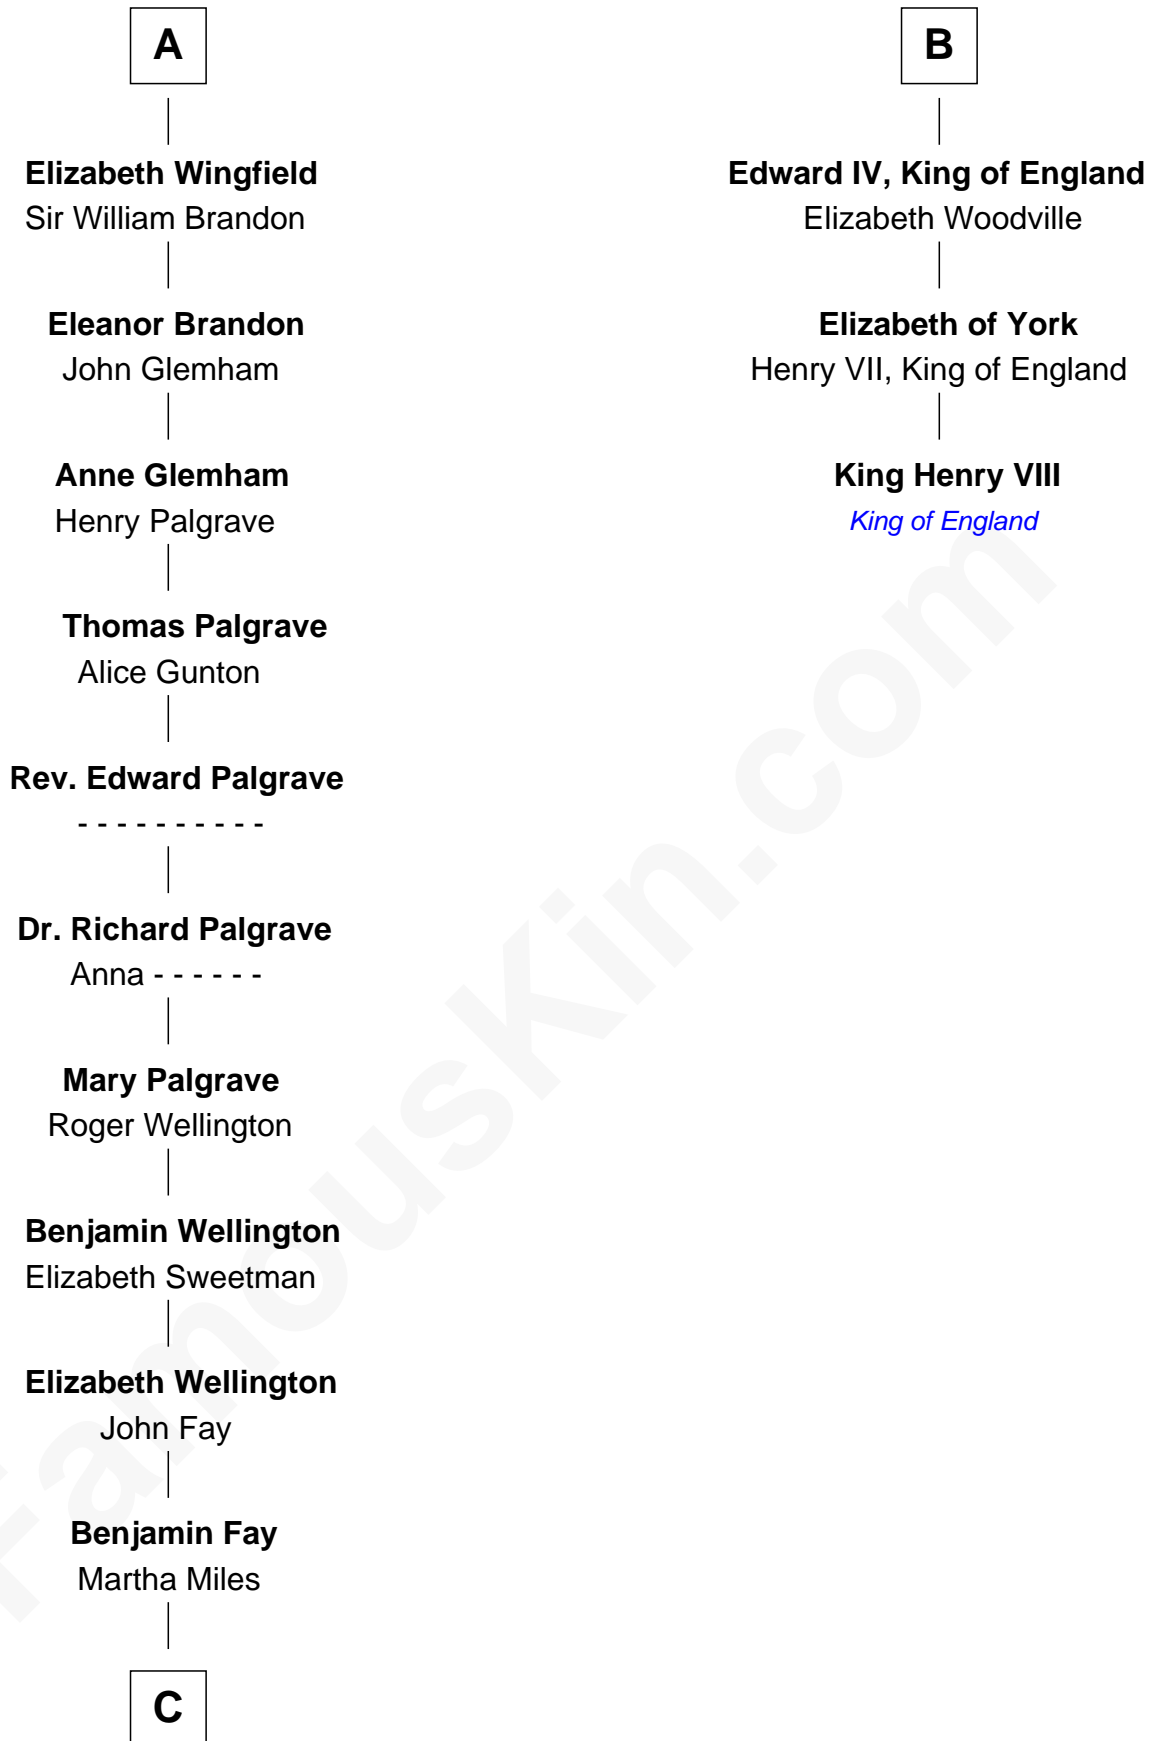 A
Elizabeth Wingfield
Sir William Brandon
Eleanor Brandon
John Glemham
Anne Glemham
Henry Palgrave
Thomas Palgrave
Alice Gunton
Rev. Edward Palgrave
- - - - - - - - - -
Dr. Richard Palgrave
Anna - - - - - -
Mary Palgrave
Roger Wellington
Benjamin Wellington
Elizabeth Sweetman
Elizabeth Wellington
John Fay
Benjamin Fay
Martha Miles
C
B
Edward IV, King of England
Elizabeth Woodville
Elizabeth of York
Henry VII, King of England
King Henry VIII
King of England
FamousKin.com